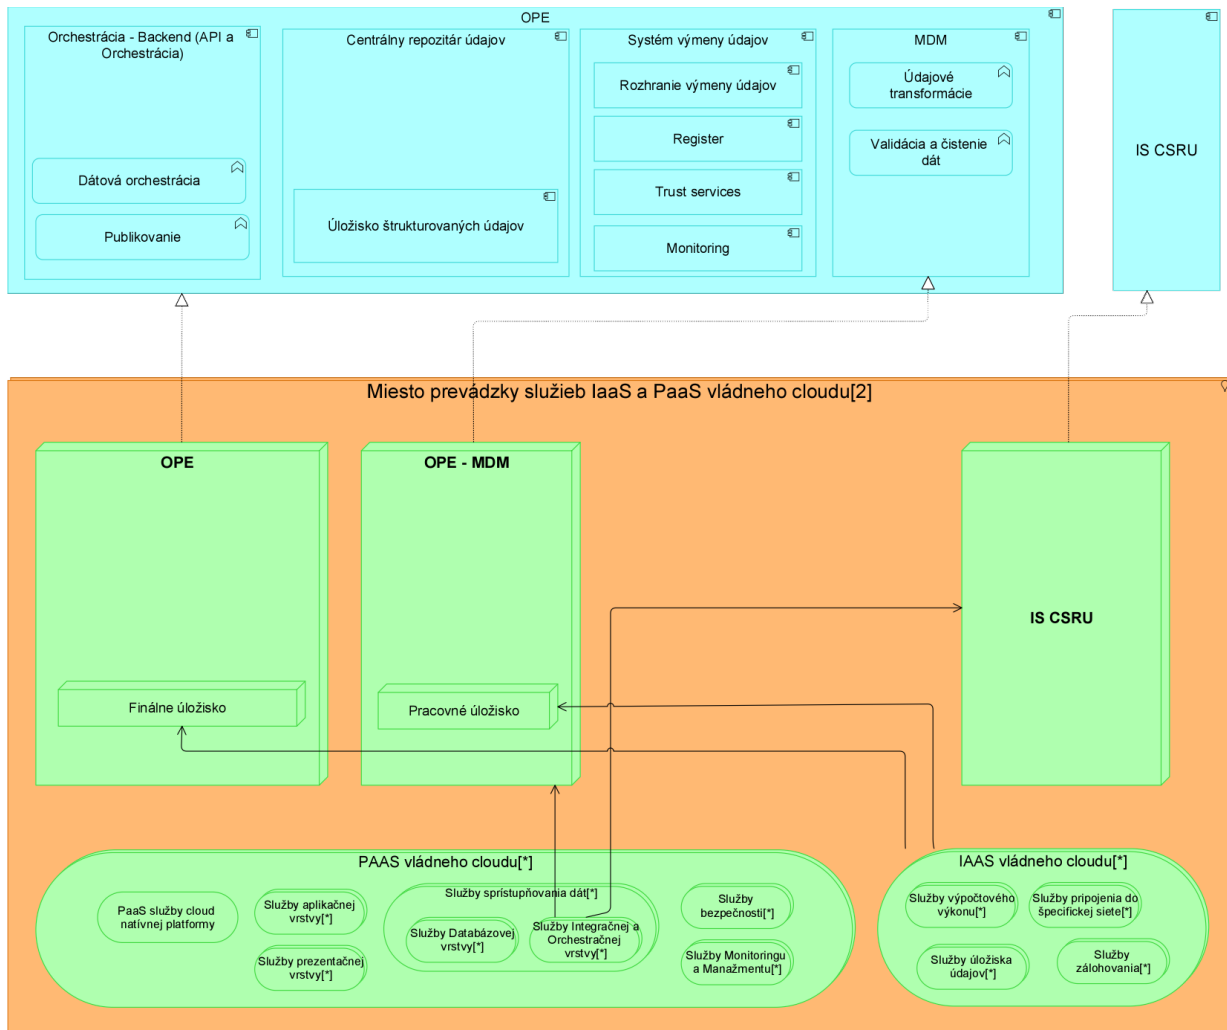 OPE
Orchestrácia - Backend (API a
Orchestrácia)
Dátová orchestrácia
Publikovanie
Centrálny repozitár údajov
Úložisko štrukturovaných údajov
Systém výmeny údajov
Rozhranie výmeny údajov
Register
Trust services
Monitoring
MDM
Údajové
transformácie
Validácia a čistenie
dát
IS CSRU
Miesto prevádzky služieb IaaS a PaaS vládneho cloudu[2]
OPE
Finálne úložisko
OPE - MDM
Pracovné úložisko
IS CSRU
PAAS vládneho cloudu[*]
PaaS služby cloud
natívnej platformy
Služby aplikačnej
vrstvy[*]
Služby prezentačnej
vrstvy[*]
Služby sprístupňovania dát[*]
Služby Databázovej
vrstvy[*]
Služby Integračnej a
Orchestračnej
vrstvy[*]
Služby
bezpečnosti[*]
Služby Monitoringu
a Manažmentu[*]
IAAS vládneho cloudu[*]
Služby výpočtového
výkonu[*]
Služby pripojenia do
špecifickej siete[*]
Služby úložiska
údajov[*]
Služby
zálohovania[*]